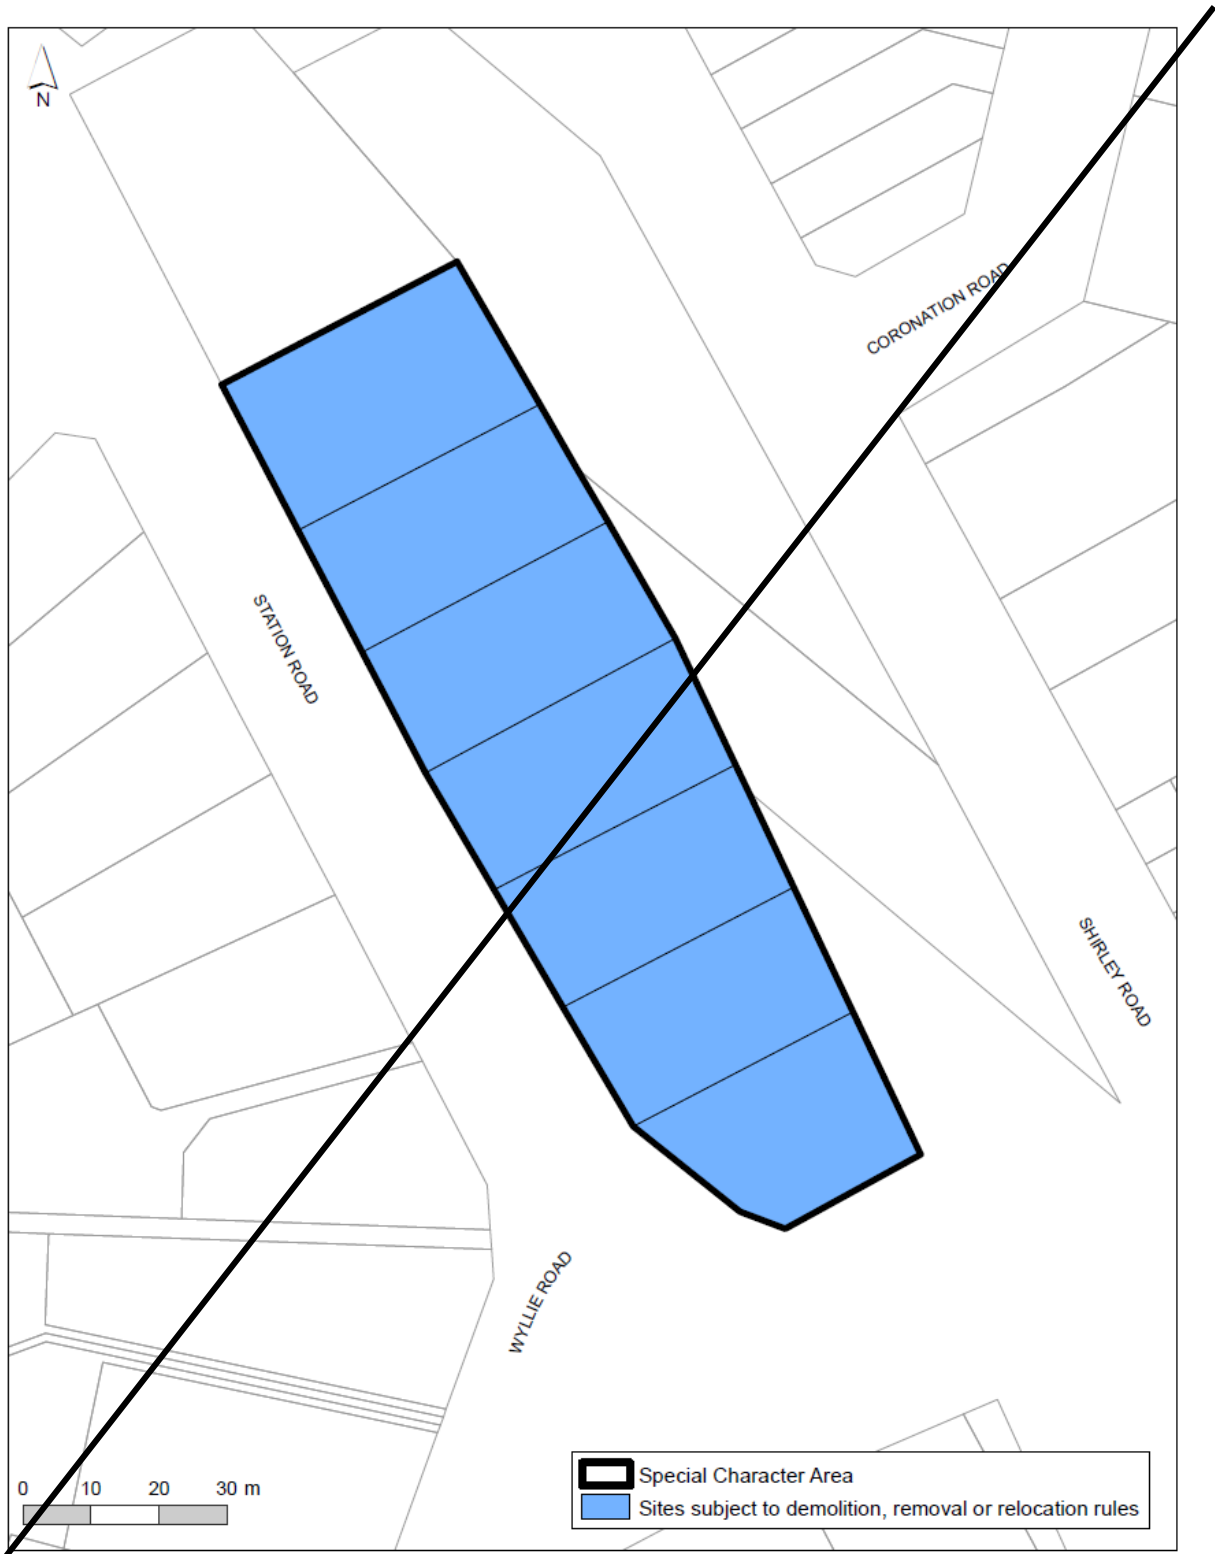 N
CORONATION ROAD
STATION ROAD
SHIRLEY ROAD
WYLLIE ROAD
0 10 20 30 m
Special Character Area
Sites subject to demolition, removal or relocation rules